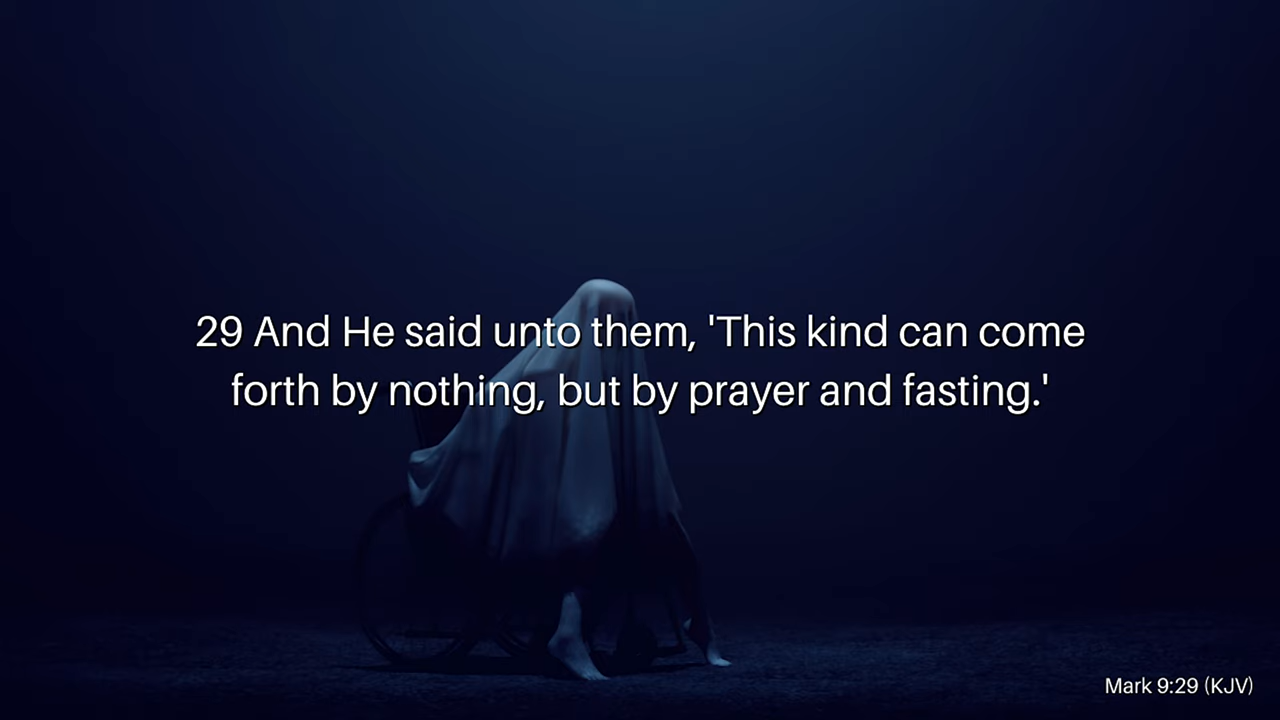 29 And He said unto them, 'This kind can come
forth by nothing, but by prayer and fasting.'
Mark 9:29 (KJV)